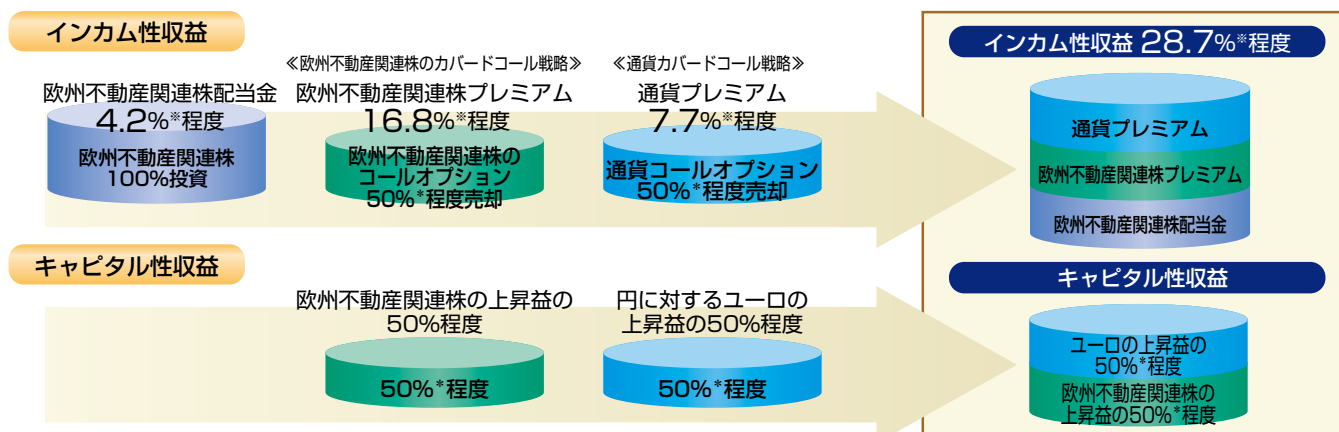 インカム性収益
欧州不動産関連株配当金
4.2%※程度
欧州不動産関連株
100%投資
≪欧州不動産関連株のカバードコール戦略≫
欧州不動産関連株プレミアム
16.8%※程度
欧州不動産関連株の
コールオプション
50%*程度売却
≪通貨カバードコール戦略≫
通貨プレミアム
7.7%※程度
通貨コールオプション
50%*程度売却
インカム性収益 28.7%※程度
通貨プレミアム
欧州不動産関連株プレミアム
欧州不動産関連株配当金
キャピタル性収益
欧州不動産関連株の上昇益の
50%程度
50%*程度
円に対するユーロの
上昇益の50%程度
50%*程度
キャピタル性収益
ユーロの上昇益の
50%*程度
欧州不動産関連株の
上昇益の50%*程度